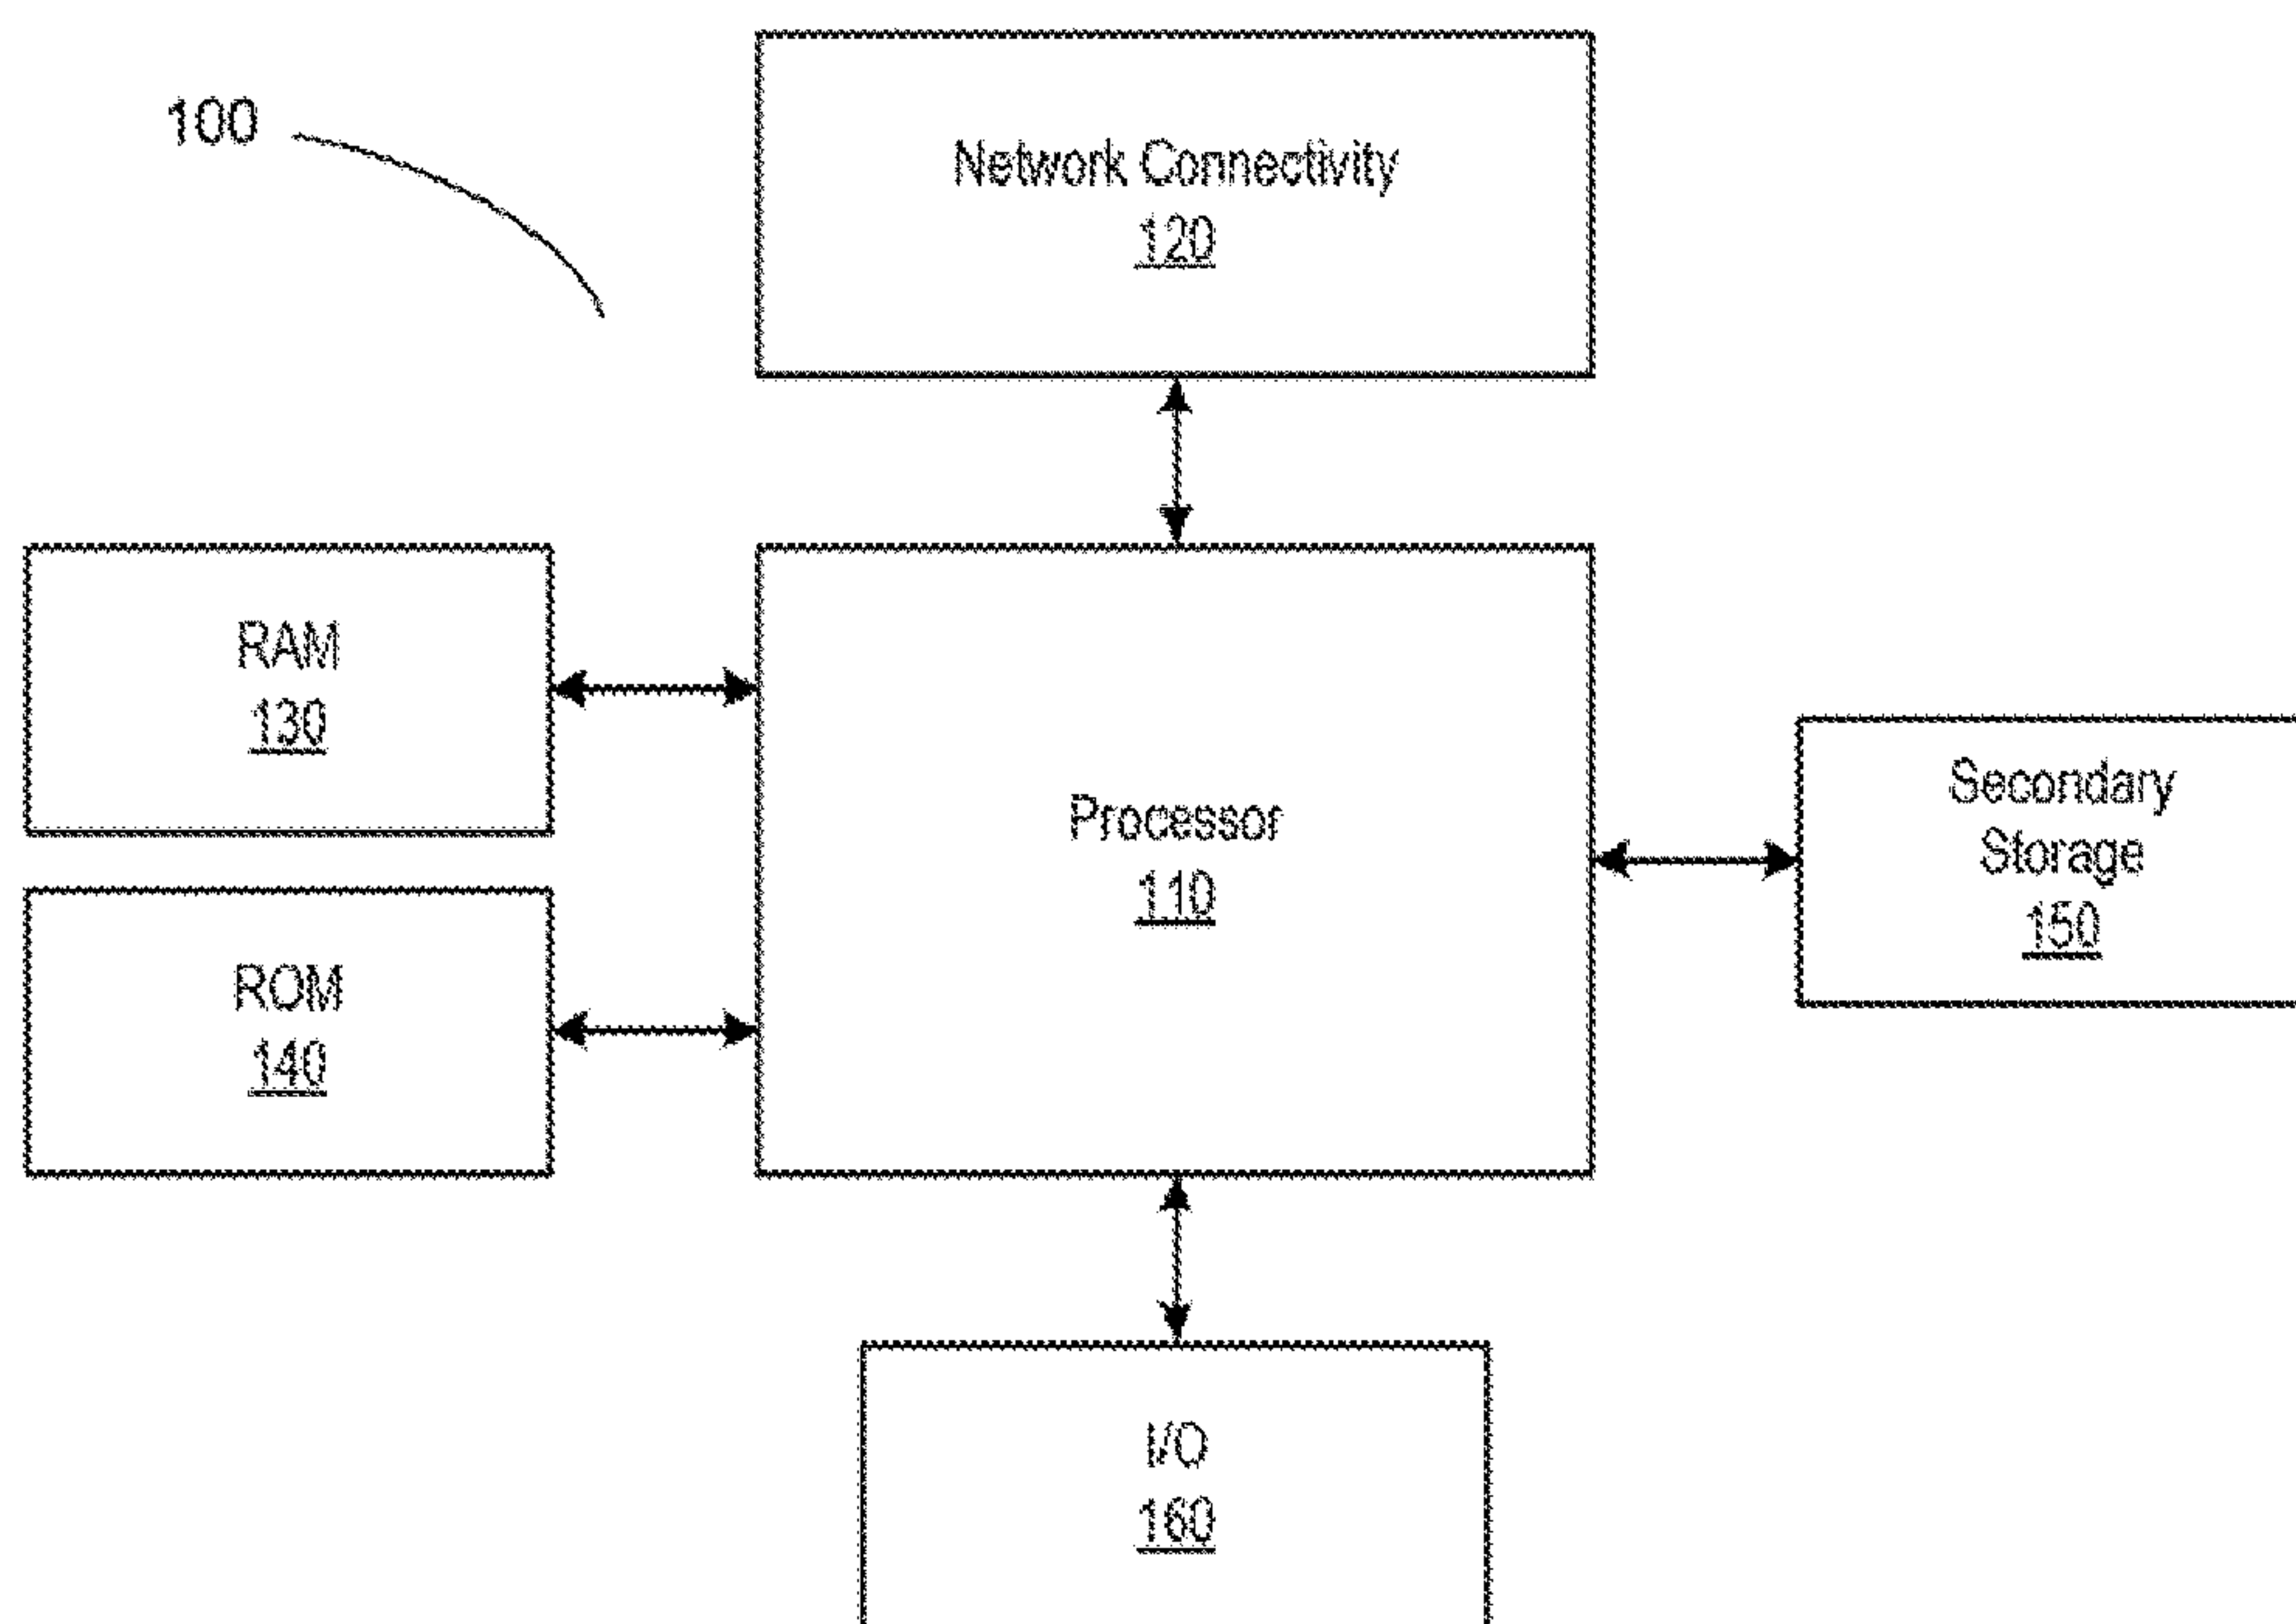 100
Network Connectivity
120
RAM
130
Processor
110
Secondary
Storage
150
ROM
140
I/O
160